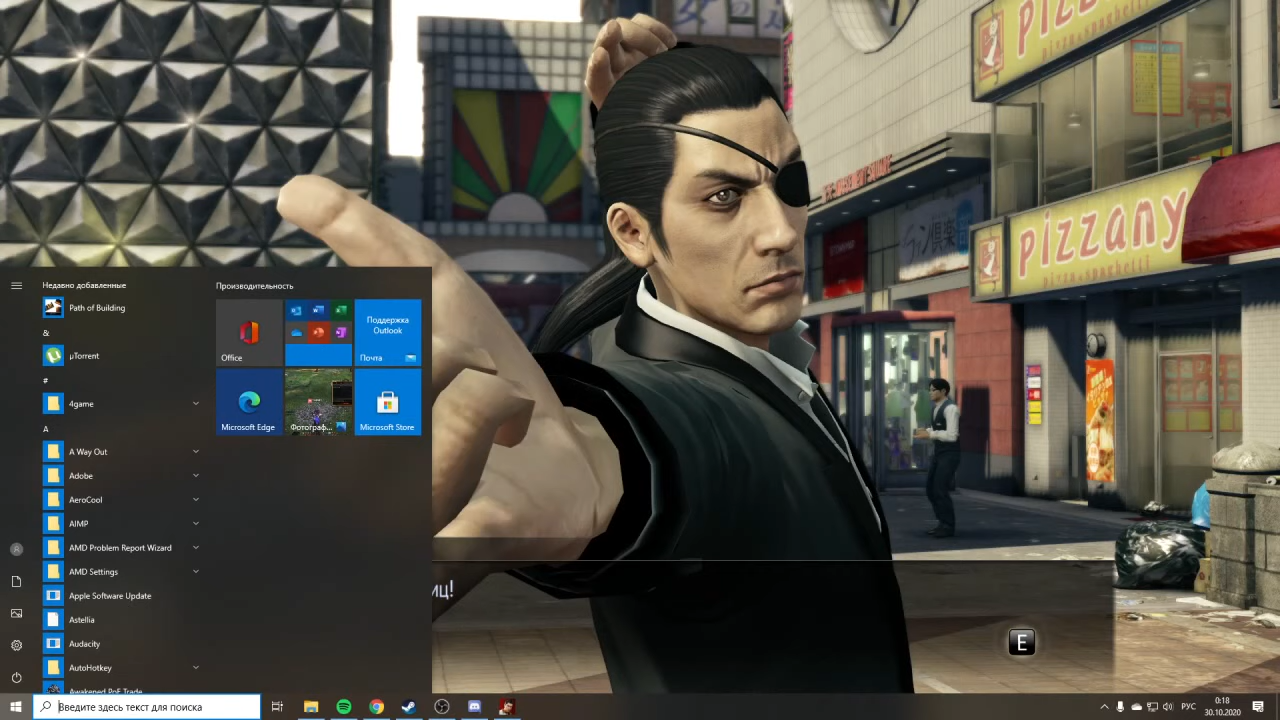 Недавно добавленные
Path of Building
&
µTorrent
#
4game
A
A Way Out
Adobe
AeroCool
AIMP
AMD Problem Report Wizard
AMD Settings
Apple Software Update
Astellia
Audacity
AutoHotkey
Awakened PoE Trade
Производительность
Office
Поддержка
Outlook
Почта
Microsoft Edge
Фотограф...
Microsoft Store
иц!
E
pizza & spaghetti
pizzany
pizza & spaghetti
Введите здесь текст для поиска
РУС
0:18
30.10.2020